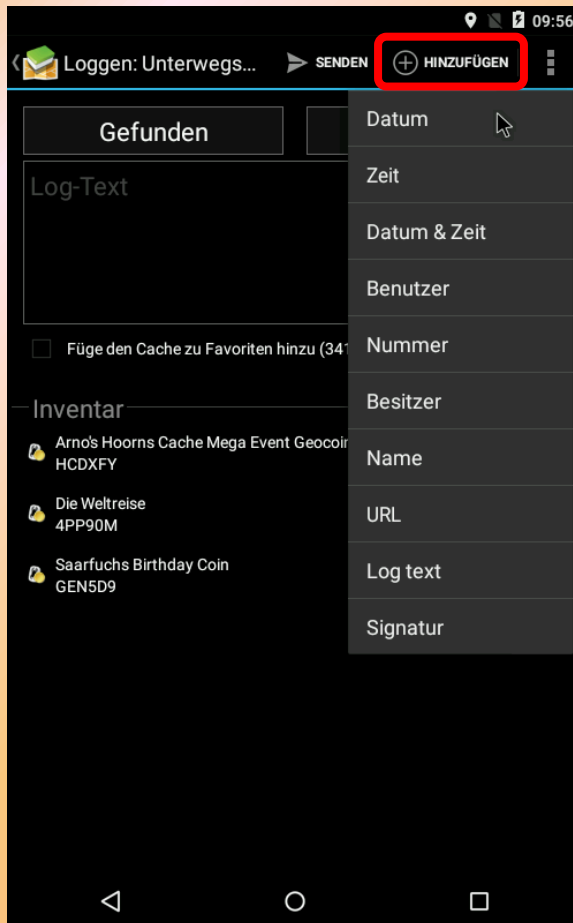 09:56
Loggen: Unterwegs... SENDEN HINZUFÜGEN
Gefunden
Log-Text
Füge den Cache zu Favoriten hinzu (341
Inventar
Arno's Hoorns Cache Mega Event Geocoin
HCDXFY
Die Weltreise
4PP90M
Saarfuchs Birthday Coin
GEN5D9
Datum
Zeit
Datum & Zeit
Benutzer
Nummer
Besitzer
Name
URL
Log text
Signatur